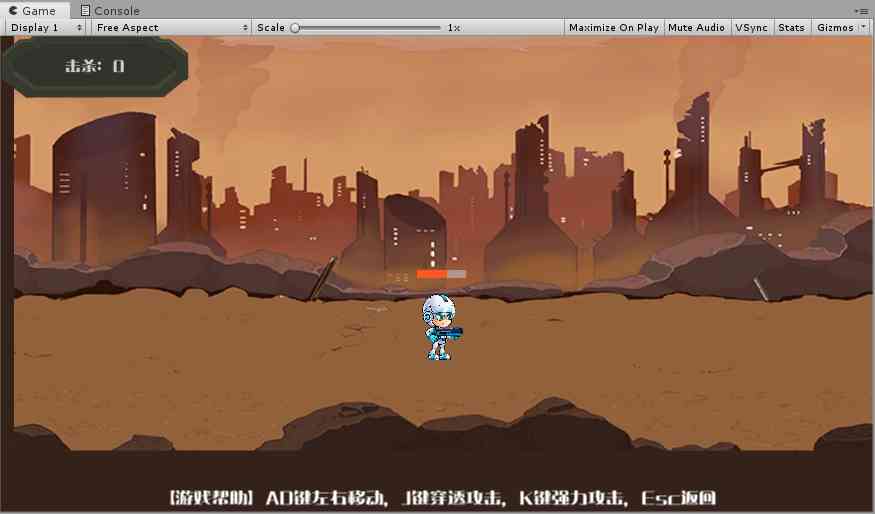 Game Console
Display 1 Free Aspect Scale 1x Maximize On Play Mute Audio VSync Stats Gizmos
击杀: 0
【游戏帮助】AD键左右移动, J键穿透攻击, K键强力攻击, Esc返回